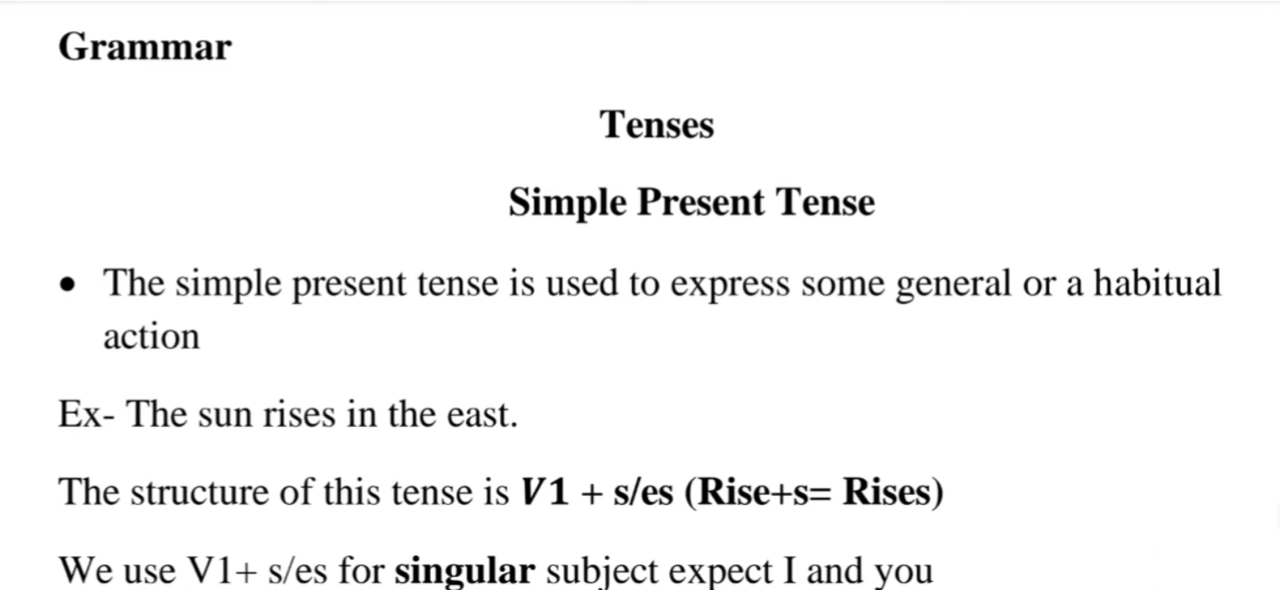 Grammar
Tenses
Simple Present Tense
• The simple present tense is used to express some general or a habitual
action
Ex- The sun rises in the east.
The structure of this tense is V1 + s/es (Rise+s= Rises)
We use V1+ s/es for singular subject expect I and you